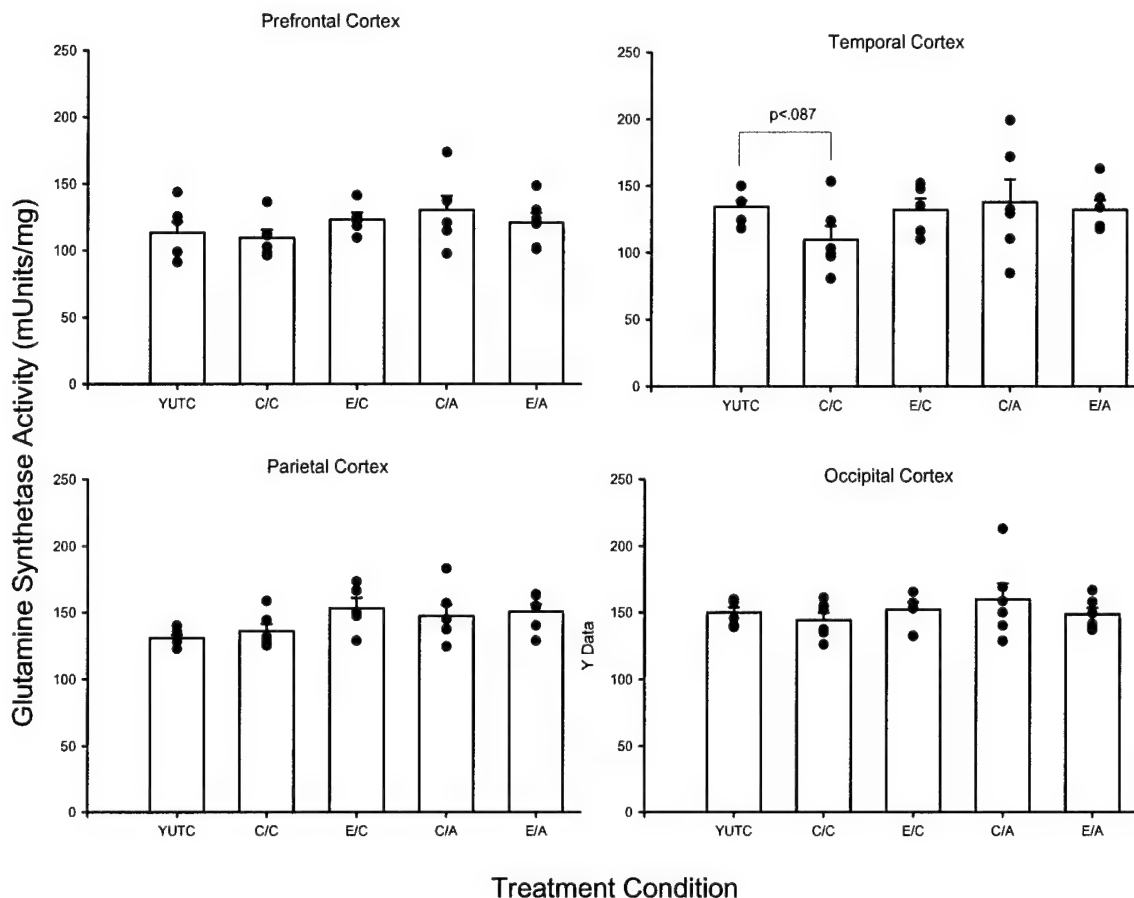 Prefrontal Cortex
250
200
150
100
50
0
YUTC C/C E/C C/A E/A
Temporal Cortex
250
200
150
100
50
0
p<.087
YUTC C/C E/C C/A E/A
Glutamine Synthetase Activity (mUnits/mg)
Parietal Cortex
250
200
150
100
50
0
YUTC C/C E/C C/A E/A
Occipital Cortex
250
200
150
100
50
0
Y Data
YUTC C/C E/C C/A E/A
Treatment Condition